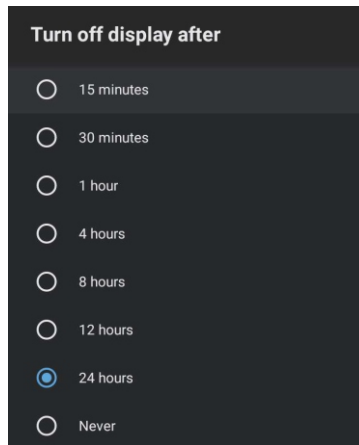 Turn off display after
15 minutes
30 minutes
1 hour
4 hours
8 hours
12 hours
24 hours
Never